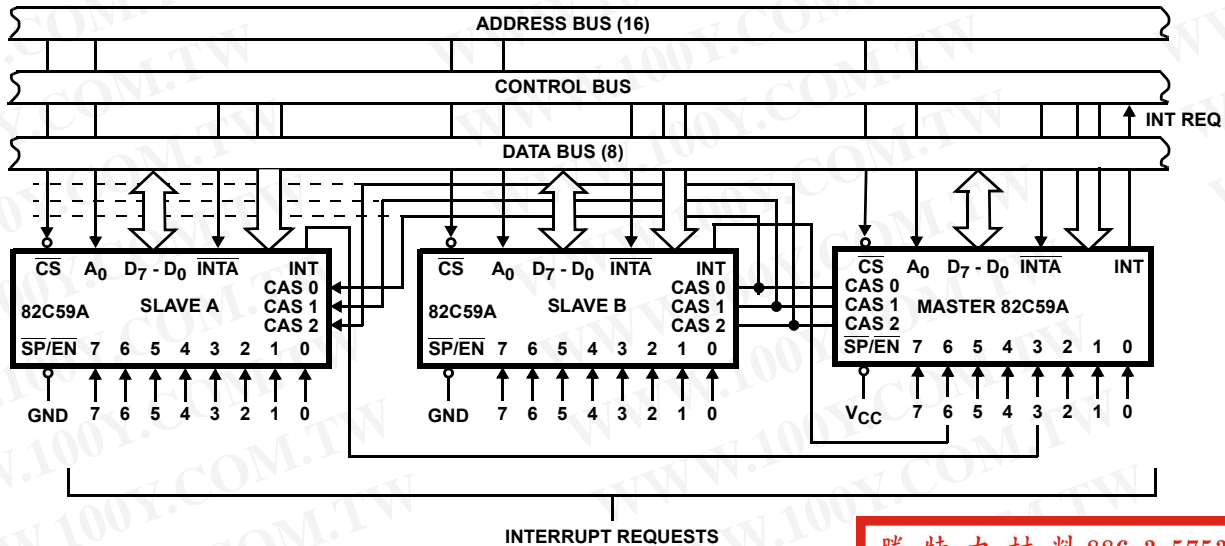 ADDRESS BUS (16)
CONTROL BUS
INT REQ
DATA BUS (8)
CS A0 D7 - D0 INTA INT
CAS 0
CAS 1
CAS 2
82C59A SLAVE A
SP/EN 7 6 5 4 3 2 1 0
GND 7 6 5 4 3 2 1 0
CS A0 D7 - D0 INTA INT
CAS 0
CAS 1
CAS 2
82C59A SLAVE B
SP/EN 7 6 5 4 3 2 1 0
GND 7 6 5 4 3 2 1 0
CS A0 D7 - D0 INTA INT
CAS 0
CAS 1
CAS 2
MASTER 82C59A
SP/EN 7 6 5 4 3 2 1 0
VCC 7 6 5 4 3 2 1 0
INTERRUPT REQUESTS
WWW.100Y.COM.TW